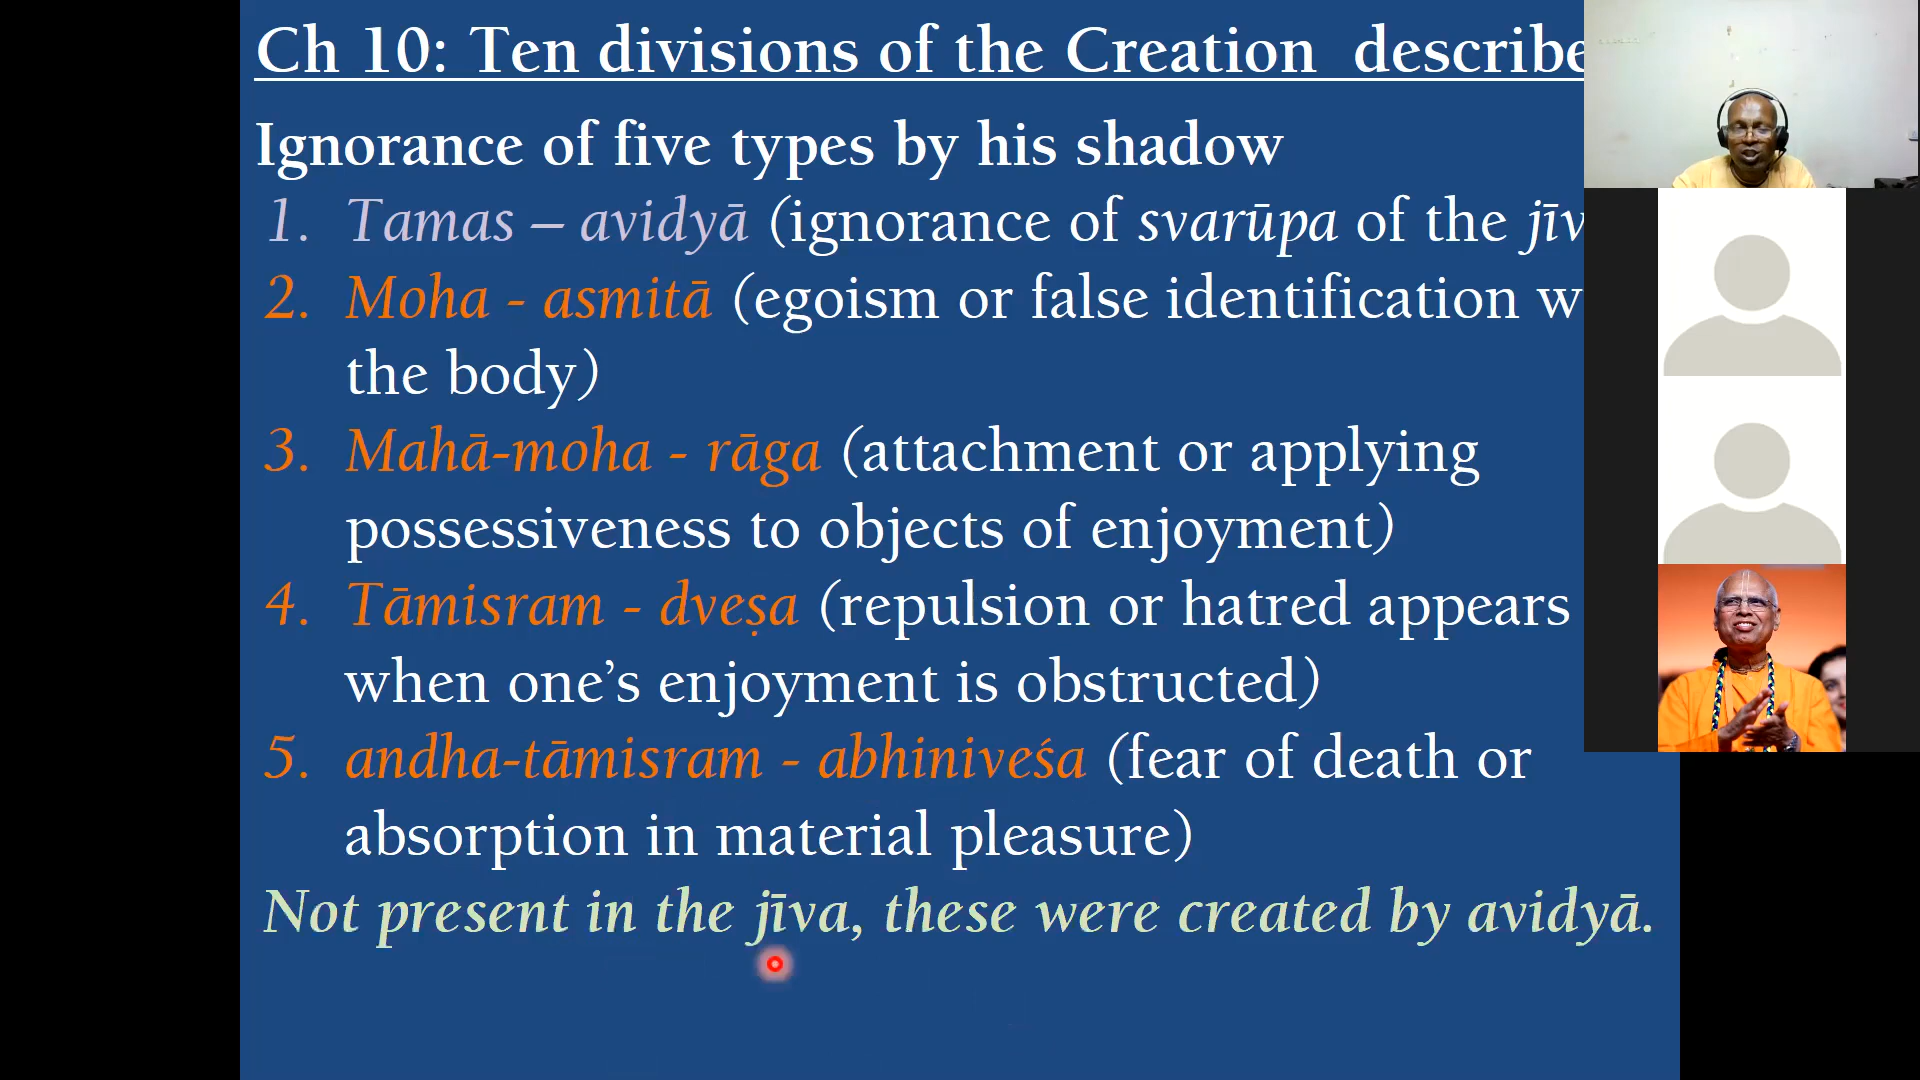 Ch 10: Ten divisions of the Creation describe
Ignorance of five types by his shadow
1. Tamas – avidyā (ignorance of svarūpa of the jīv
2. Moha - asmitā (egoism or false identification w
the body)
3. Mahā-moha - rāga (attachment or applying
possessiveness to objects of enjoyment)
4. Tāmisram - dveṣa (repulsion or hatred appears
when one’s enjoyment is obstructed)
5. andha-tāmisram - abhiniveśa (fear of death or
absorption in material pleasure)
Not present in the jīva, these were created by avidyā.